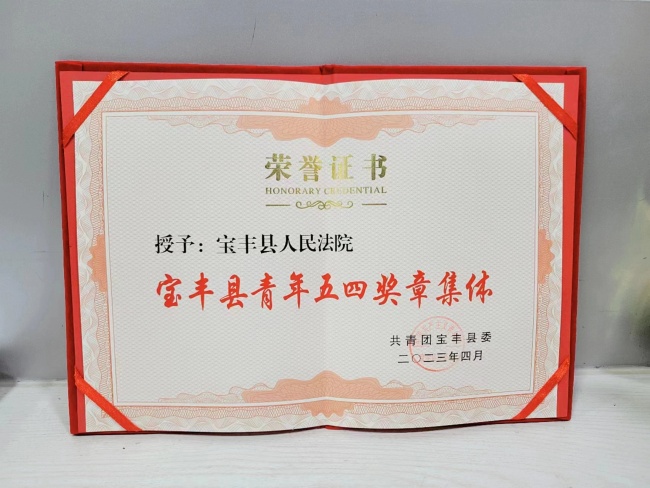 荣誉证书
HONORARY CREDENTIAL
授予：宝丰县人民法院
宝丰县青年五四奖章集体
共青团宝丰县委
二〇二三年四月